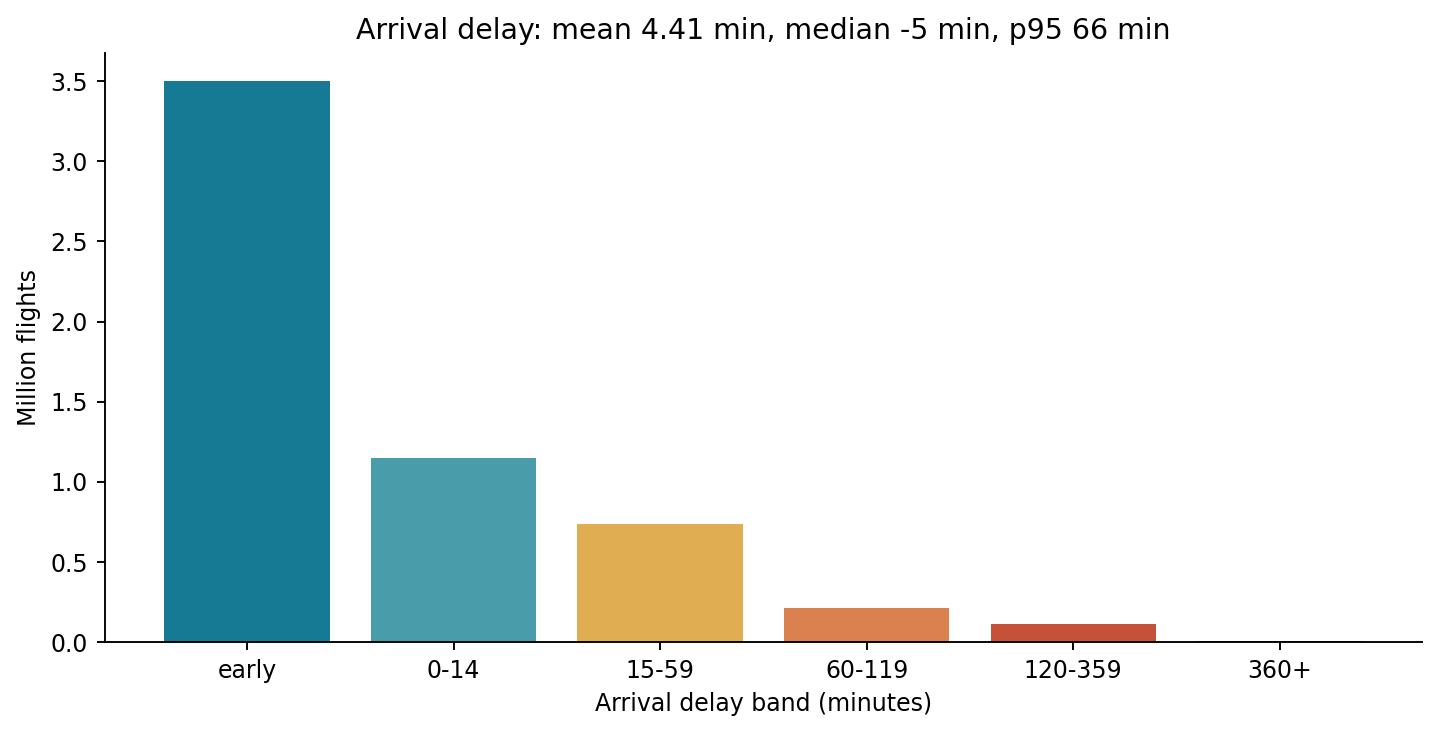 Arrival delay: mean 4.41 min, median -5 min, p95 66 min
Million flights
3.5
3.0
2.5
2.0
1.5
1.0
0.5
0.0
early 0-14 15-59 60-119 120-359 360+
Arrival delay band (minutes)